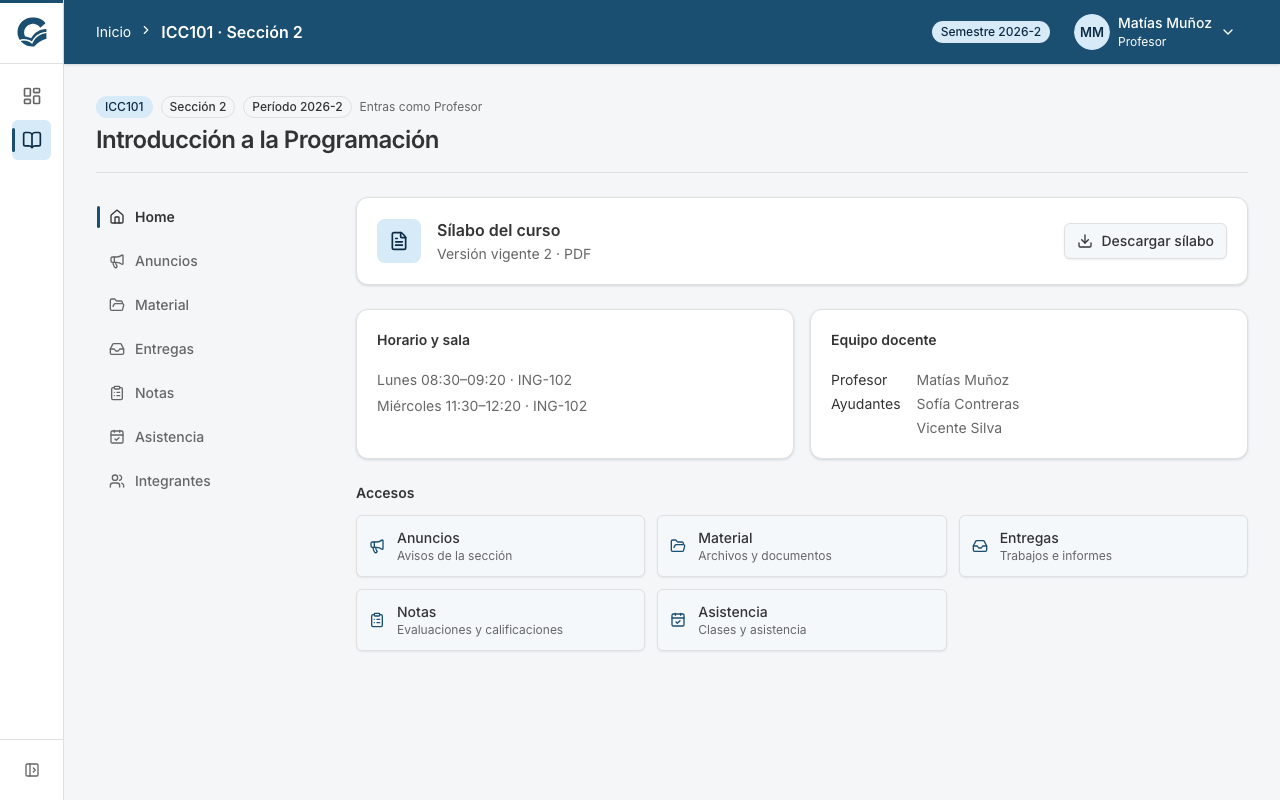 Inicio > ICC101 · Sección 2
Semestre 2026-2
MM
Matías Muñoz
Profesor
ICC101
Sección 2
Período 2026-2
Entras como Profesor
Introducción a la Programación
Home
Anuncios
Material
Entregas
Notas
Asistencia
Integrantes
Sílabo del curso
Versión vigente 2 · PDF
Descargar sílabo
Horario y sala
Lunes 08:30–09:20 · ING-102
Miércoles 11:30–12:20 · ING-102
Equipo docente
Profesor Matías Muñoz
Ayudantes Sofía Contreras
Vicente Silva
Accesos
Anuncios
Avisos de la sección
Material
Archivos y documentos
Entregas
Trabajos e informes
Notas
Evaluaciones y calificaciones
Asistencia
Clases y asistencia